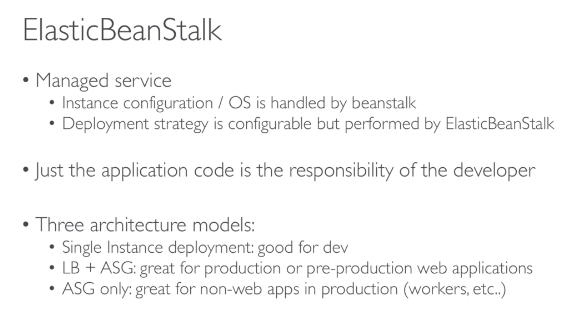 ElasticBeanStalk
• Managed service
• Instance configuration / OS is handled by beanstalk
• Deployment strategy is configurable but performed by ElasticBeanStalk
• Just the application code is the responsibility of the developer
• Three architecture models:
• Single Instance deployment: good for dev
• LB + ASG: great for production or pre-production web applications
• ASG only: great for non-web apps in production (workers, etc..)